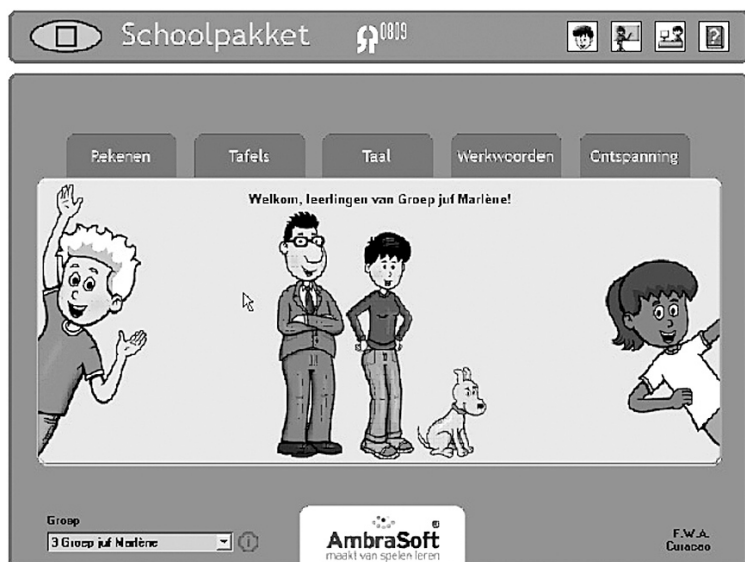 Schoolpakket 0809
Rekenen Tafels Taal Werkwoorden Ontspanning
Welkom, leerlingen van Groep juf Marlène!
Groep
3 Groep juf Marlène
AmbraSoft®
maakt van spelen leren
F.W.A.
Curacao